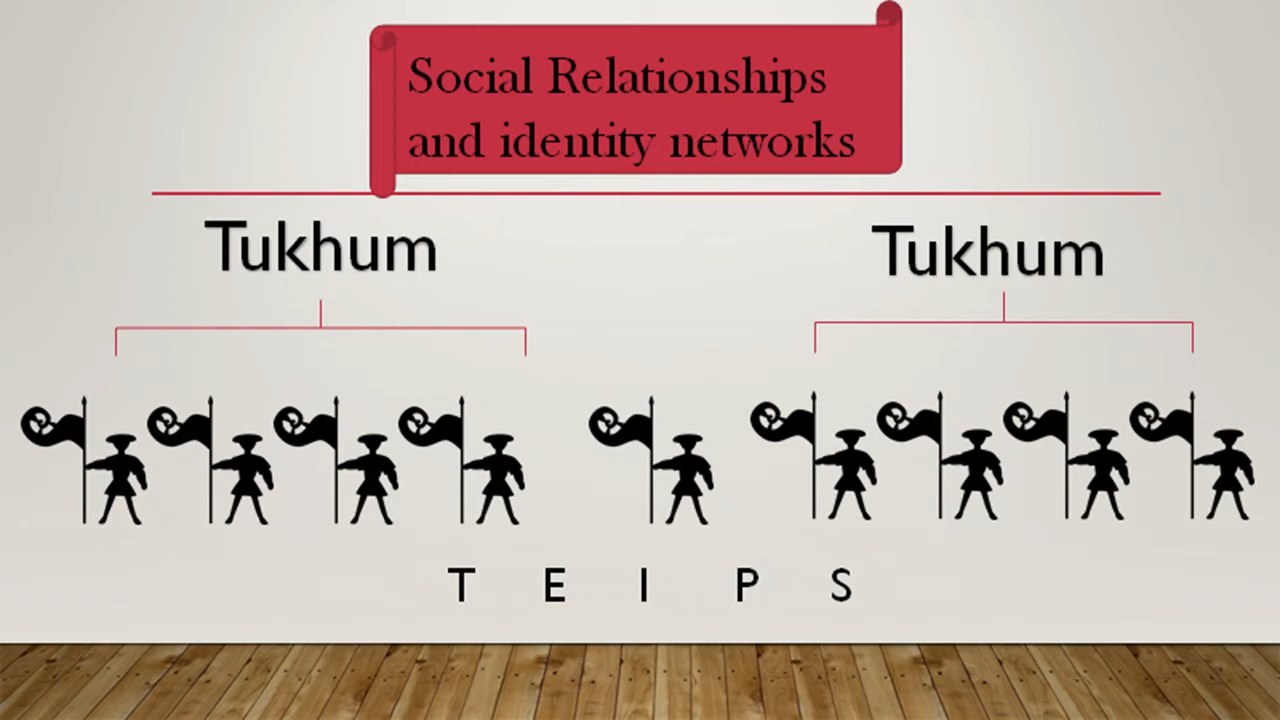 Social Relationships
and identity networks
Tukhum
Tukhum
T E I P S